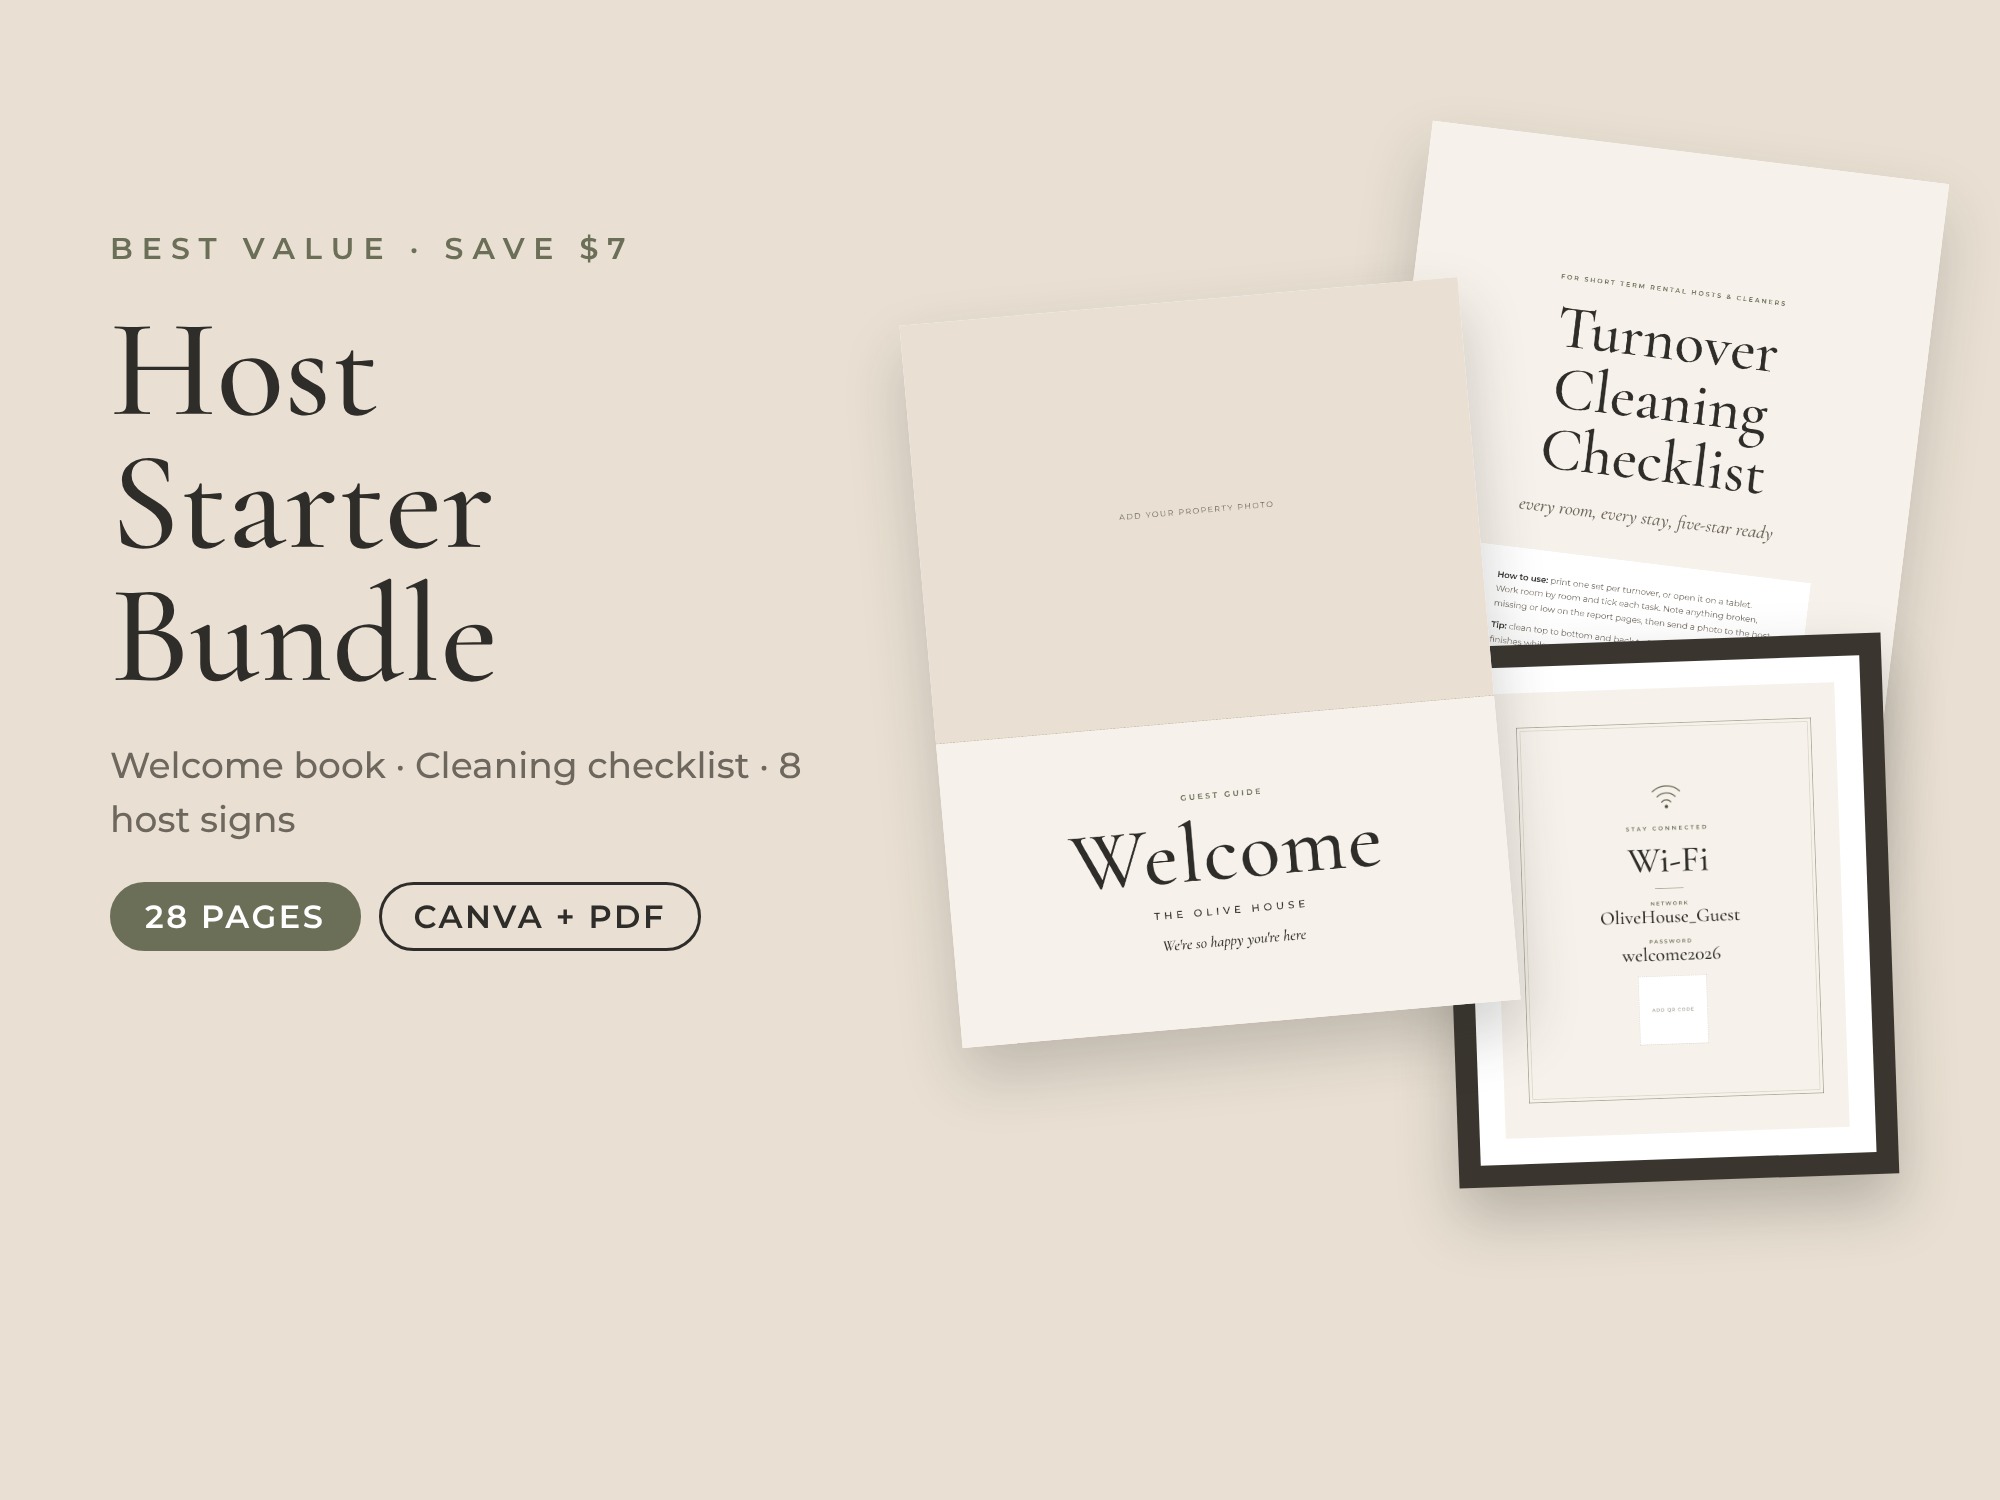 BEST VALUE · SAVE $7
Host
Starter
Bundle
Welcome book · Cleaning checklist · 8
host signs
28 PAGES
CANVA + PDF
ADD YOUR PROPERTY PHOTO
GUEST GUIDE
Welcome
THE OLIVE HOUSE
We're so happy you're here
FOR SHORT TERM RENTAL HOSTS & CLEANERS
Turnover
Cleaning
Checklist
every room, every stay, five-star ready
How to use: print one set per turnover, or open it on a tablet.
Work room by room and tick each task. Note anything broken,
missing or low on the report pages, then send a photo to the host.
Tip: clean top to bottom and
finishes
STAY CONNECTED
Wi-Fi
NETWORK
OliveHouse_Guest
PASSWORD
welcome2026
ADD QR CODE